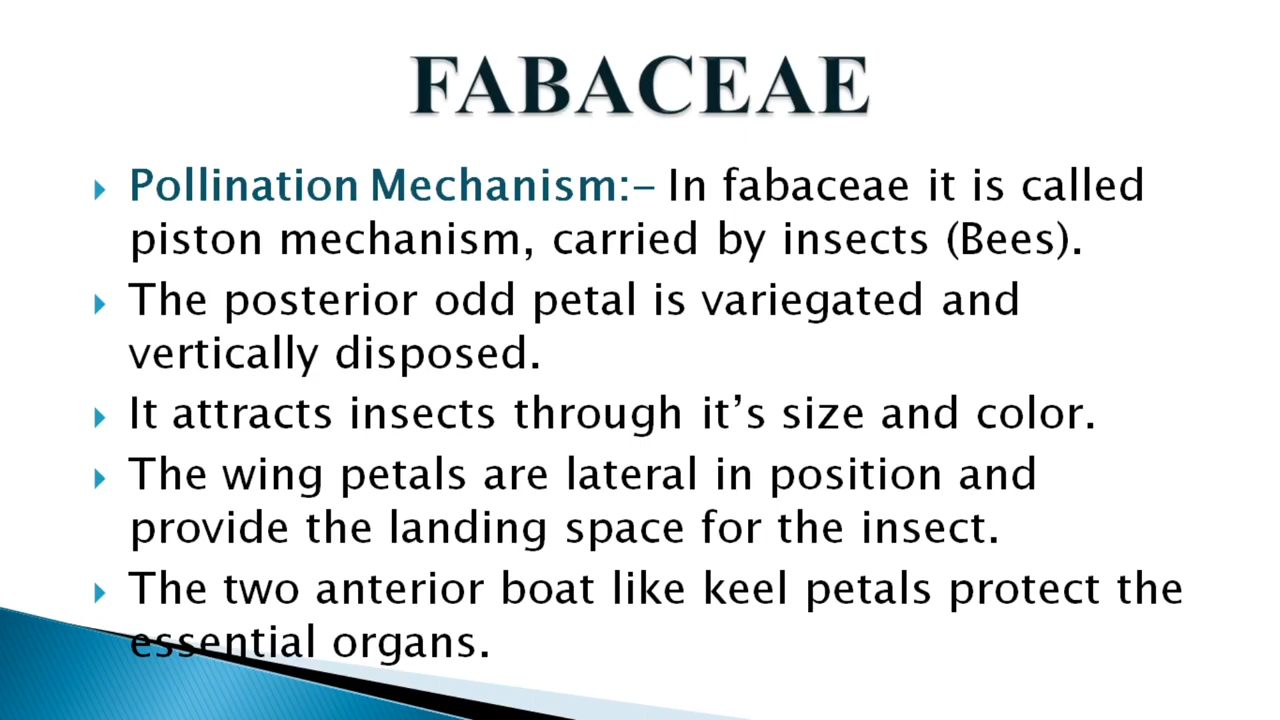 FABACEAE
Pollination Mechanism:- In fabaceae it is called
piston mechanism, carried by insects (Bees).
The posterior odd petal is variegated and
vertically disposed.
It attracts insects through it’s size and color.
The wing petals are lateral in position and
provide the landing space for the insect.
The two anterior boat like keel petals protect the
essential organs.